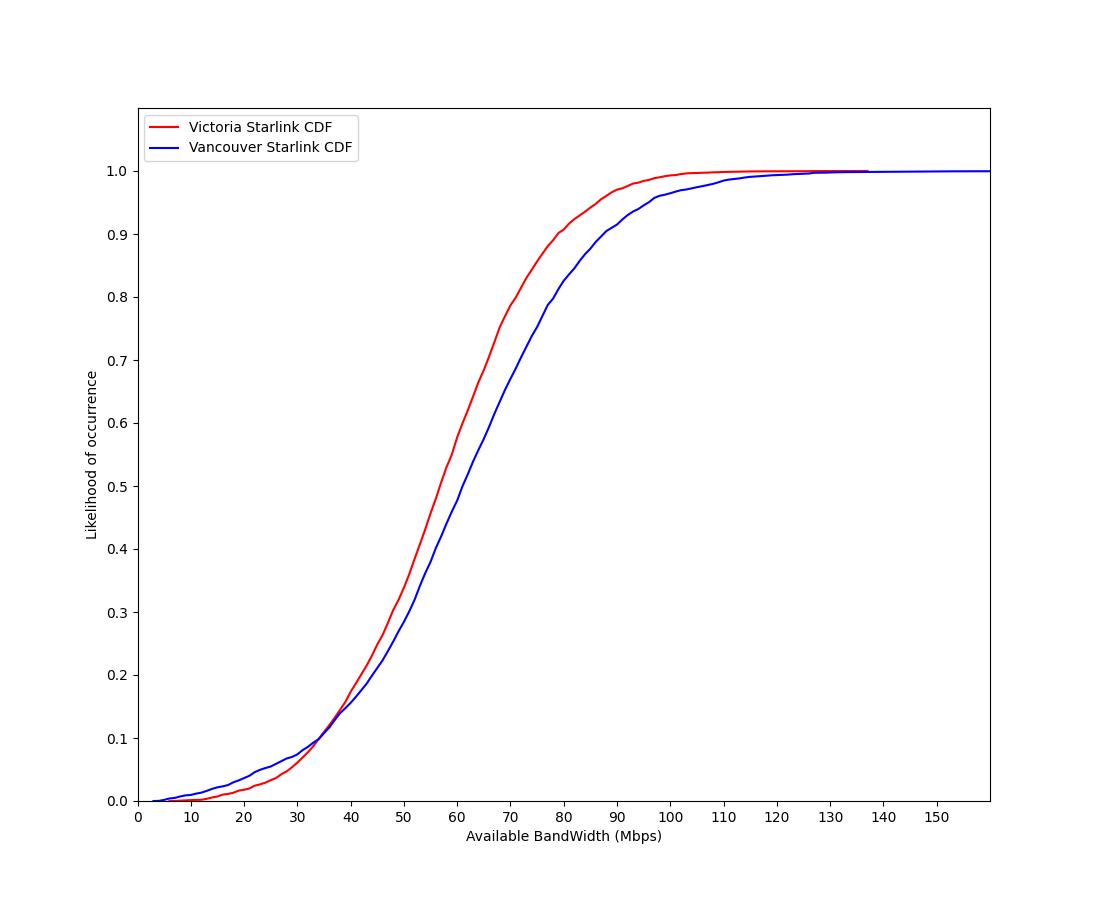 Victoria Starlink CDF
Vancouver Starlink CDF
1.0
0.9
0.8
0.7
0.6
0.5
0.4
0.3
0.2
0.1
0.0
Likelihood of occurrence
0 10 20 30 40 50 60 70 80 90 100 110 120 130 140 150
Available BandWidth (Mbps)